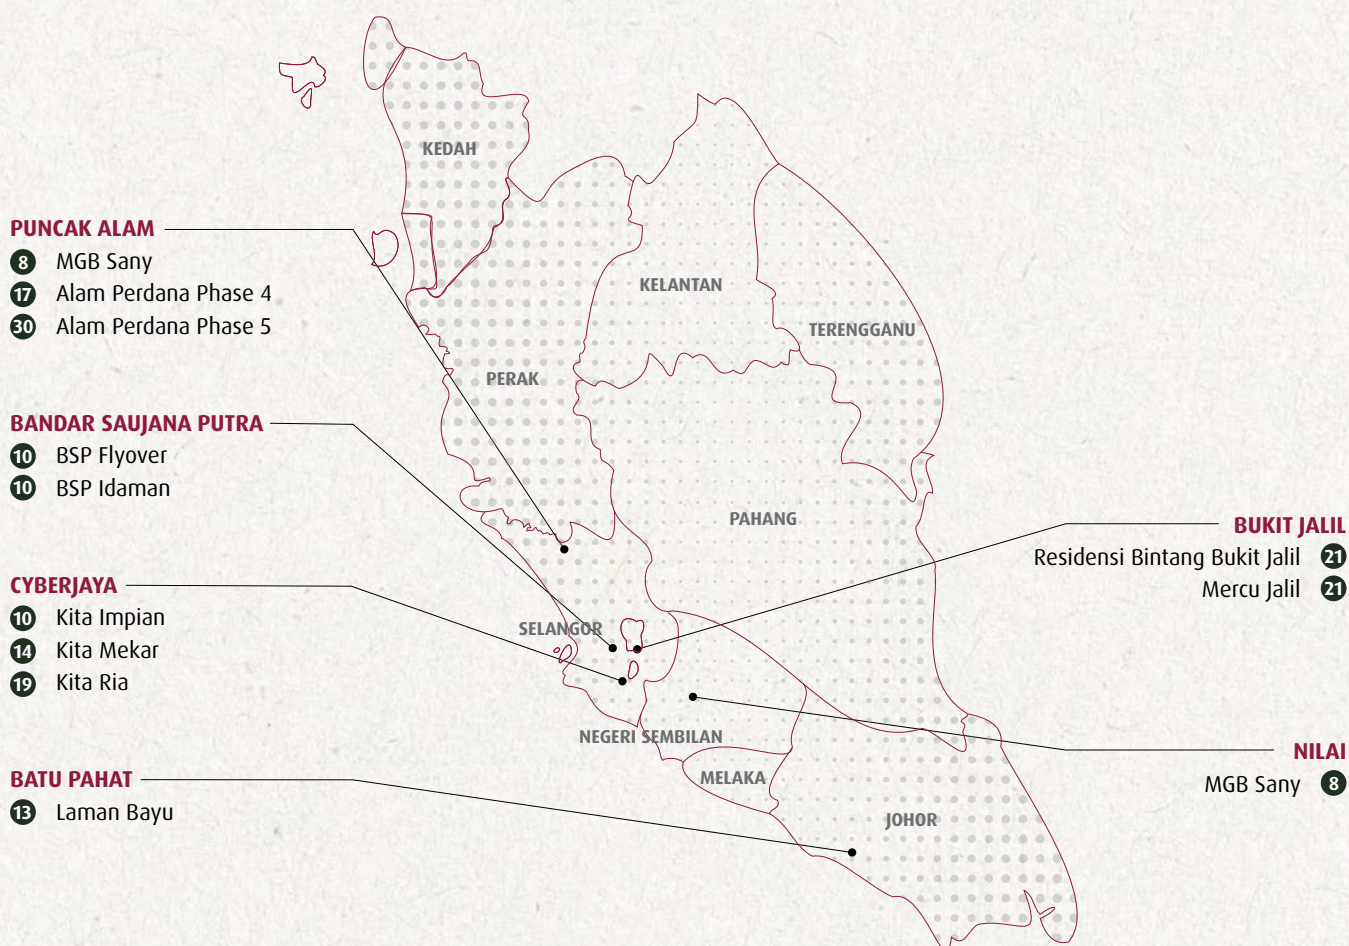 KEDAH
PUNCAK ALAM
8 MGB Sany
17 Alam Perdana Phase 4
30 Alam Perdana Phase 5
KELANTAN
TERENGGANU
PERAK
BANDAR SAUJANA PUTRA
10 BSP Flyover
10 BSP Idaman
PAHANG
BUKIT JALIL
Residensi Bintang Bukit Jalil 21
Mercu Jalil 21
CYBERJAYA
10 Kita Impian
14 Kita Mekar
19 Kita Ria
SELANGOR
NEGERI SEMBILAN
NILAI
MGB Sany 8
MELAKA
BATU PAHAT
13 Laman Bayu
JOHOR